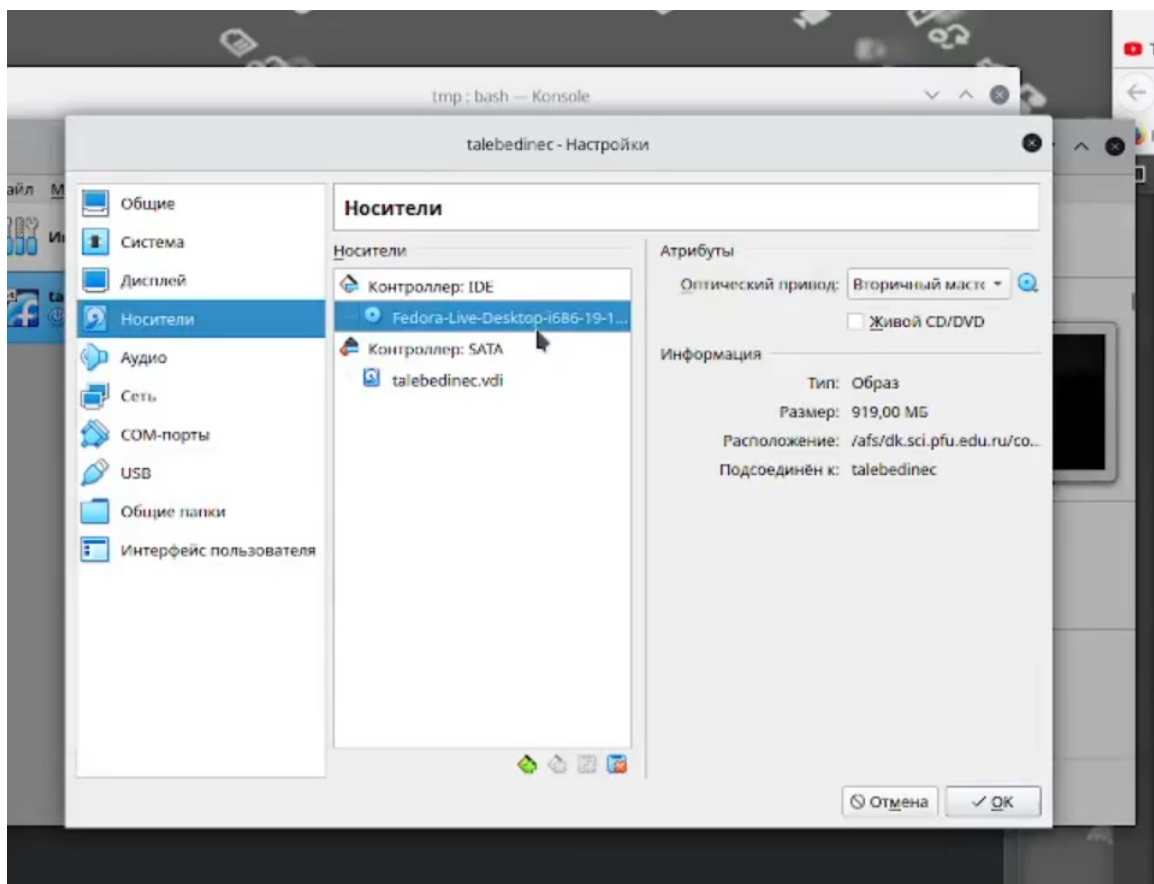 tmp : bash — Konsole
talebedinec - Настройки
Общие
Система
Дисплей
Носители
Аудио
Сеть
COM-порты
USB
Общие папки
Интерфейс пользователя
Носители
Носители
Контроллер: IDE
Fedora-Live-Desktop-i686-19-1...
Контроллер: SATA
talebedinec.vdi
Атрибуты
Оптический привод: Вторичный масте
Живой CD/DVD
Информация
Тип: Образ
Размер: 919,00 МБ
Расположение: /afs/dk.sci.pfu.edu.ru/co...
Подсоединён к: talebedinec
Отмена
OK